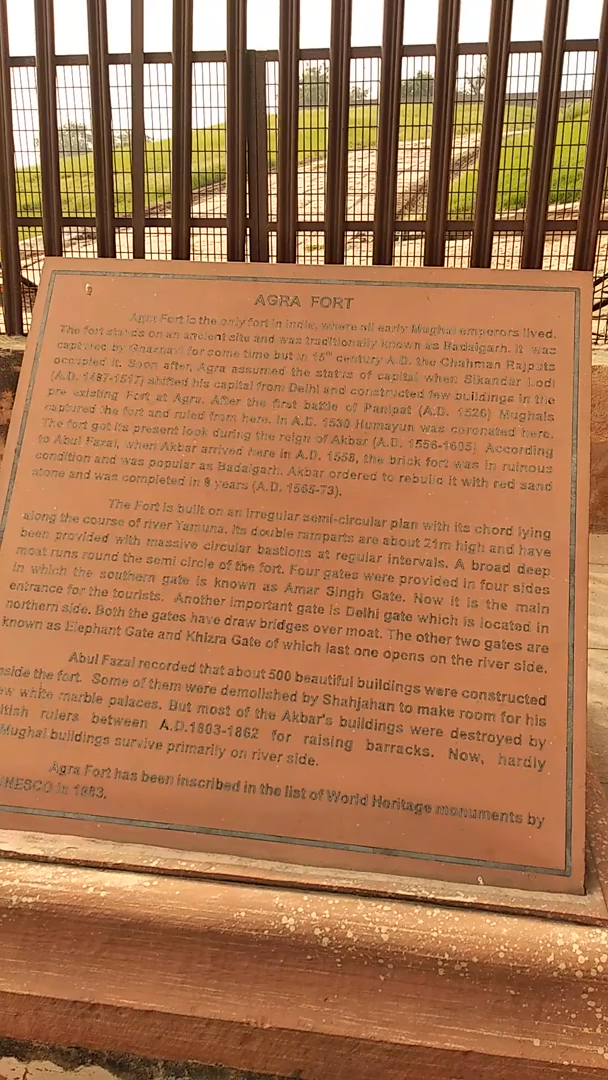 AGRA FORT
Agra Fort is the only fort in India, where all early Mughal emperors lived.
The fort stands on an ancient site and was traditionally known as Badalgarh. It was
captured by Ghaznavi for some time but in 15th century A.D. the Chahman Rajputs
occupied it. Soon after, Agra assumed the status of capital when Sikandar Lodi
(A.D. 1487-1517) shifted his capital from Delhi and constructed few buildings in the
pre existing Fort at Agra. After the first battle of Panipat (A.D. 1526) Mughals
captured the fort and ruled from here. In A.D. 1530 Humayun was coronated here.
The fort got its present look during the reign of Akbar (A.D. 1556-1605) According
to Abul Fazal, when Akbar arrived here in A.D. 1558, the brick fort was in ruinous
condition and was popular as Badalgarh. Akbar ordered to rebuild it with red sand
stone and was completed in 8 years (A.D. 1565-73).
The Fort is built on an irregular semi-circular plan with its chord lying
along the course of river Yamuna. Its double ramparts are about 21m high and have
been provided with massive circular bastions at regular intervals. A broad deep
moat runs round the semi circle of the fort. Four gates were provided in four sides
in which the southern gate is known as Amar Singh Gate. Now it is the main
entrance for the tourists. Another important gate is Delhi gate which is located in
northern side. Both the gates have draw bridges over moat. The other two gates are
known as Elephant Gate and Khizra Gate of which last one opens on the river side.
Abul Fazal recorded that about 500 beautiful buildings were constructed
nside the fort. Some of them were demolished by Shahjahan to make room for his
ew white marble palaces. But most of the Akbar's buildings were destroyed by
itish rulers between A.D.1803-1862 for raising barracks. Now, hardly
Mughal buildings survive primarily on river side.
Agra Fort has been inscribed in the list of World Heritage monuments by
UNESCO in 1983.